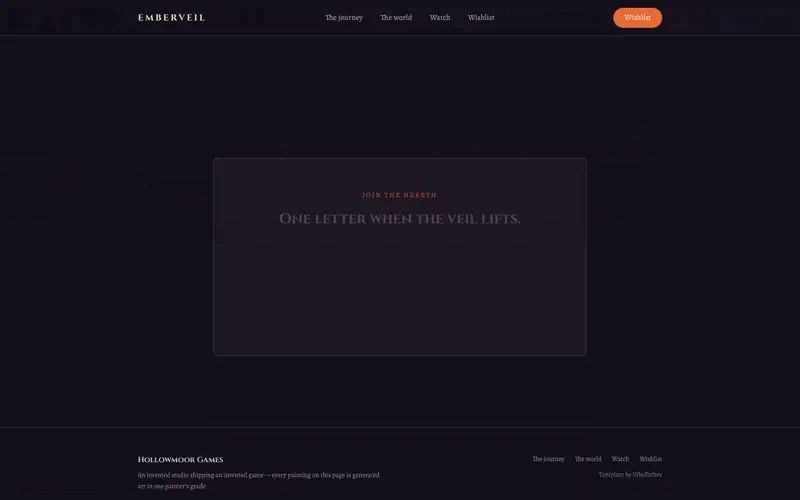 EMBERVEIL
The journey The world Watch Wishlist
Wishlist
JOIN THE HEARTH
One letter when the veil lifts.
Hollowmoor Games
An invented studio shipping an invented game — every painting on this page is generated
art in one painter's grade
The journey The world Watch Wishlist
Template by VibeFather